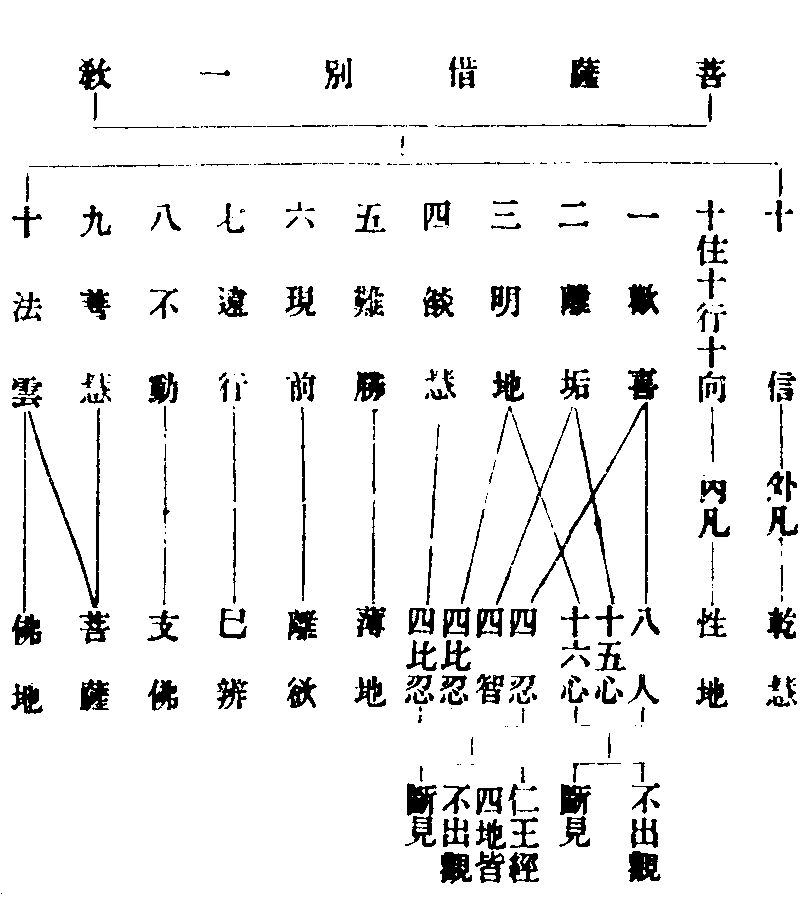 菩薩借別一教
十信
十住十行十向
一歡喜
二離垢
三明地
四燄慧
五難勝
六現前
七遠行
八不動
九善慧
十法雲
外凡
內凡
乾慧
性地
八人
十五心
十六心
四忍
四智
四比忍
四比忍
薄地
離欲
已辨
支佛
菩薩
佛地
不出觀
斷見
仁王經
四地皆
不出觀
斷見